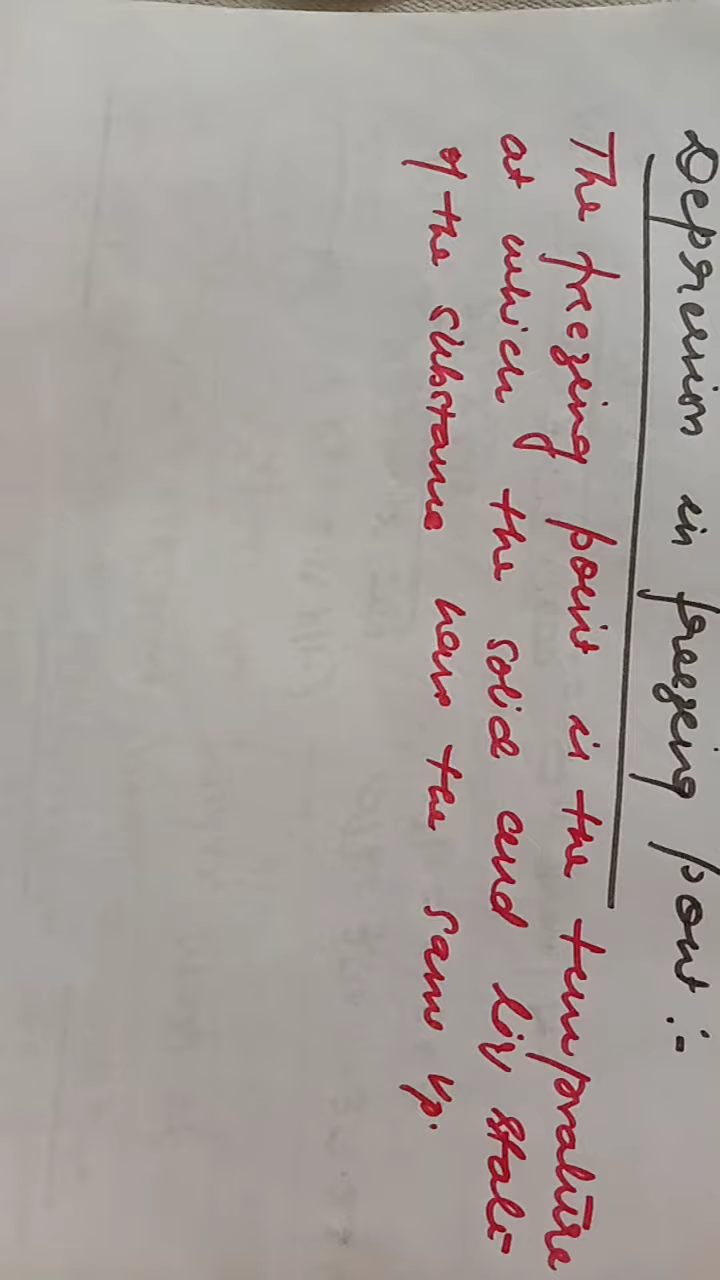 Depression in freezing point :-
The freezing point is the temprature
at which the solid and liq state
of the substance have the same v.p.